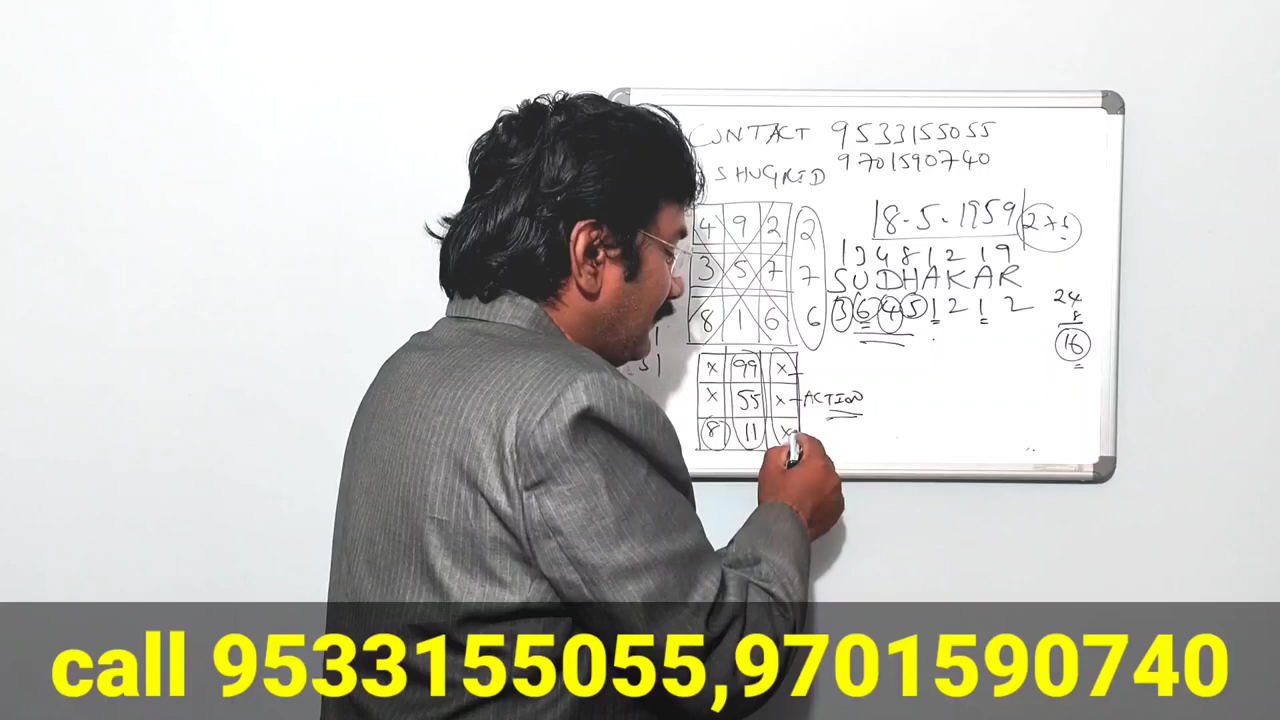 CONTACT 9533155055
SHUGRED 9701590740
4 9 2 2
3 5 7 7
8 1 6 6
18-5-1959
1 3 4 8 1 2 1 9
SUDHAKAR
3 6 4 5 1 2 1 2
24
8
16
x 99 x
x 55 x - ACTION
8 11 x
call 9533155055,9701590740